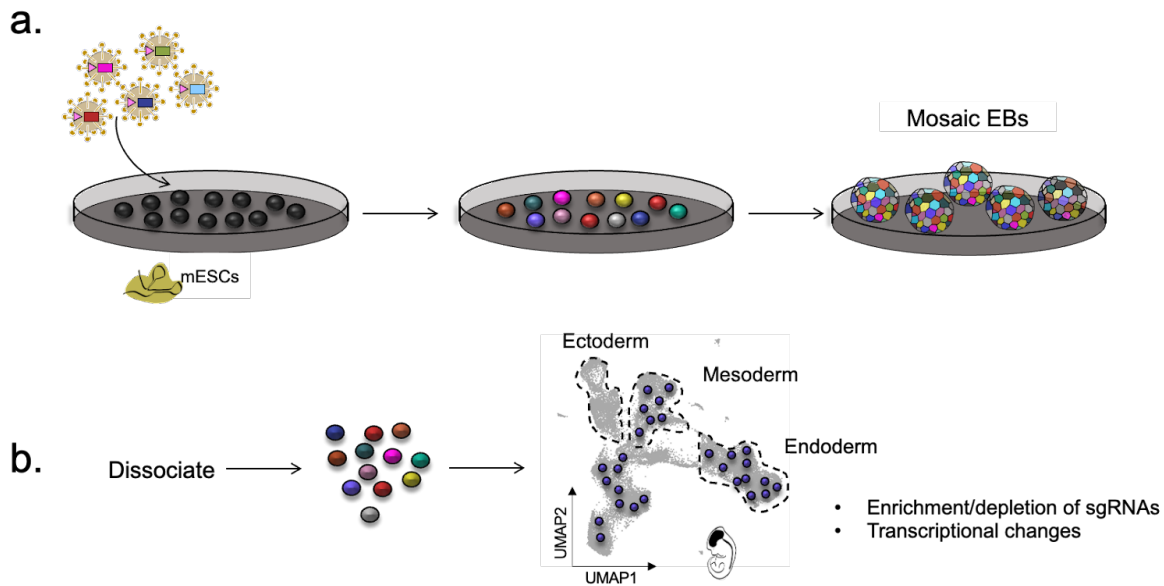 a.
Mosaic EBs
mESCs
b.
Dissociate
Ectoderm
Mesoderm
Endoderm
UMAP2
UMAP1
• Enrichment/depletion of sgRNAs
• Transcriptional changes